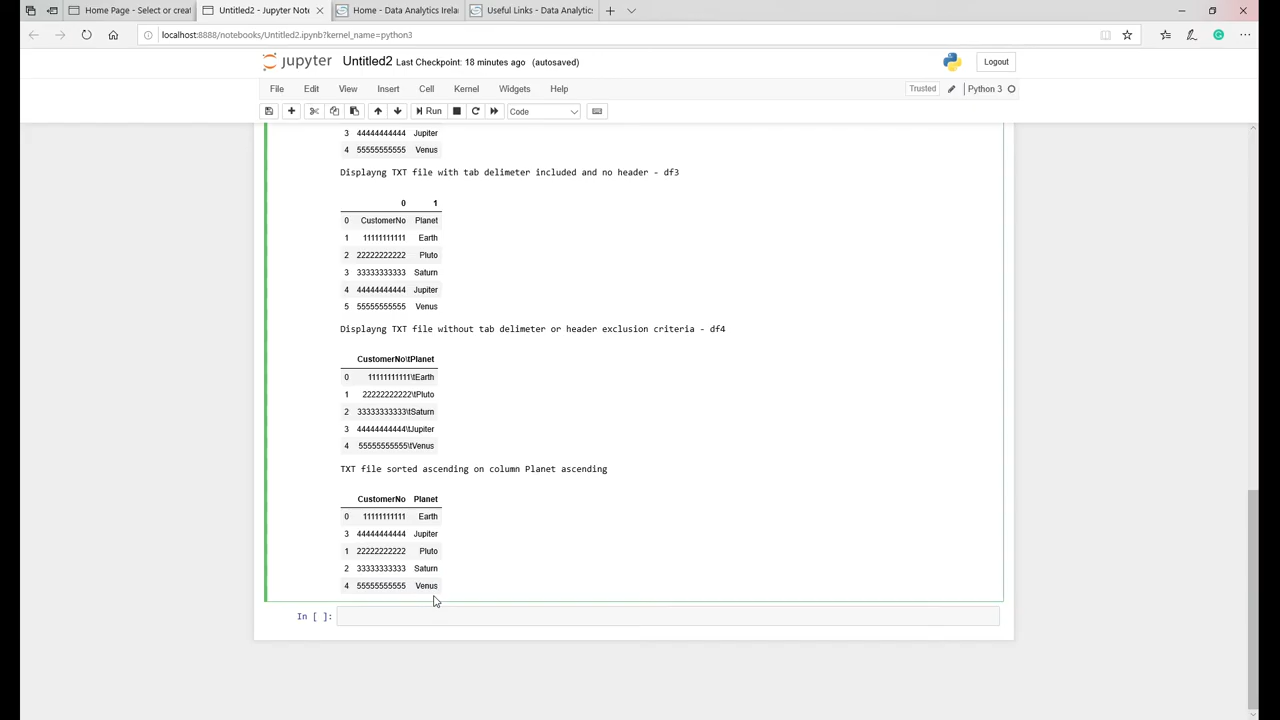 Home Page - Select or creat
Untitled2 - Jupyter Not
Home - Data Analytics Irelan
Useful Links - Data Analytic
localhost:8888/notebooks/Untitled2.ipynb?kernel_name=python3
jupyter Untitled2 Last Checkpoint: 18 minutes ago (autosaved)
Logout
File Edit View Insert Cell Kernel Widgets Help
Trusted Python 3
Run Code
3 44444444444 Jupiter
4 55555555555 Venus
Displayng TXT file with tab delimeter included and no header - df3
0 1
0 CustomerNo Planet
1 11111111111 Earth
2 22222222222 Pluto
3 33333333333 Saturn
4 44444444444 Jupiter
5 55555555555 Venus
Displayng TXT file without tab delimeter or header exclusion criteria - df4
CustomerNo\tPlanet
0 11111111111\tEarth
1 22222222222\tPluto
2 33333333333\tSaturn
3 44444444444\tJupiter
4 55555555555\tVenus
TXT file sorted ascending on column Planet ascending
CustomerNo Planet
0 11111111111 Earth
3 44444444444 Jupiter
1 22222222222 Pluto
2 33333333333 Saturn
4 55555555555 Venus
In [ ]: